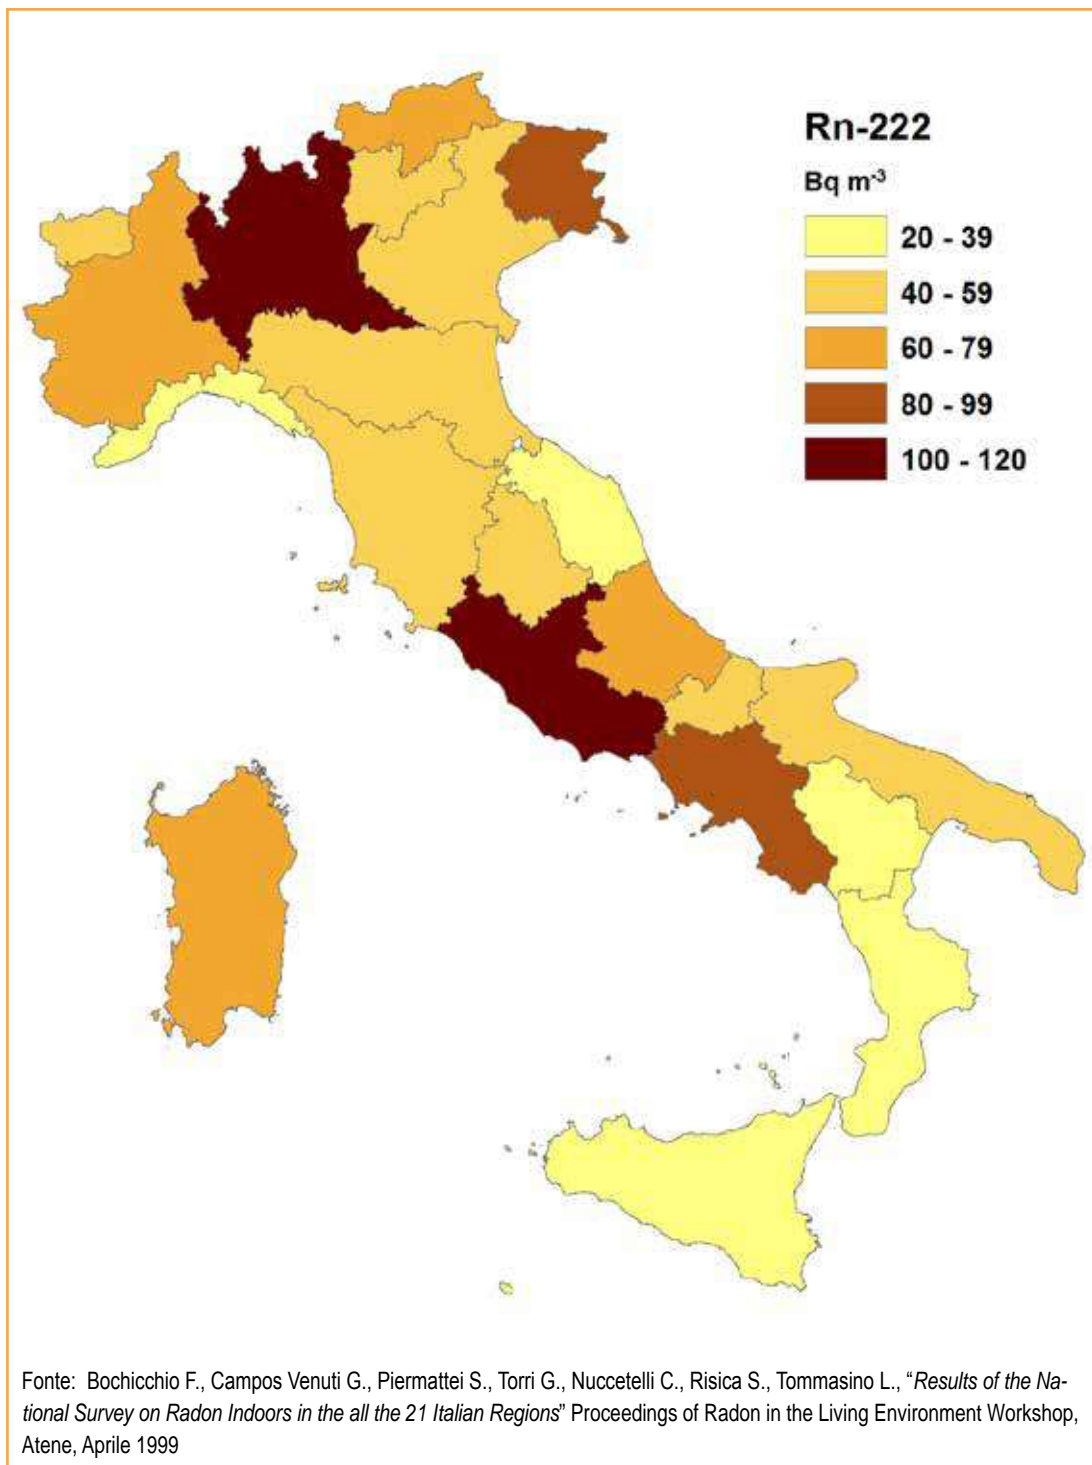 Rn-222
Bq m-3
20 - 39
40 - 59
60 - 79
80 - 99
100 - 120
Fonte: Bochicchio F., Campos Venuti G., Piermattei S., Torri G., Nuccetelli C., Risica S., Tommasino L., “Results of the Na-
tional Survey on Radon Indoors in the all the 21 Italian Regions” Proceedings of Radon in the Living Environment Workshop,
Atene, Aprile 1999